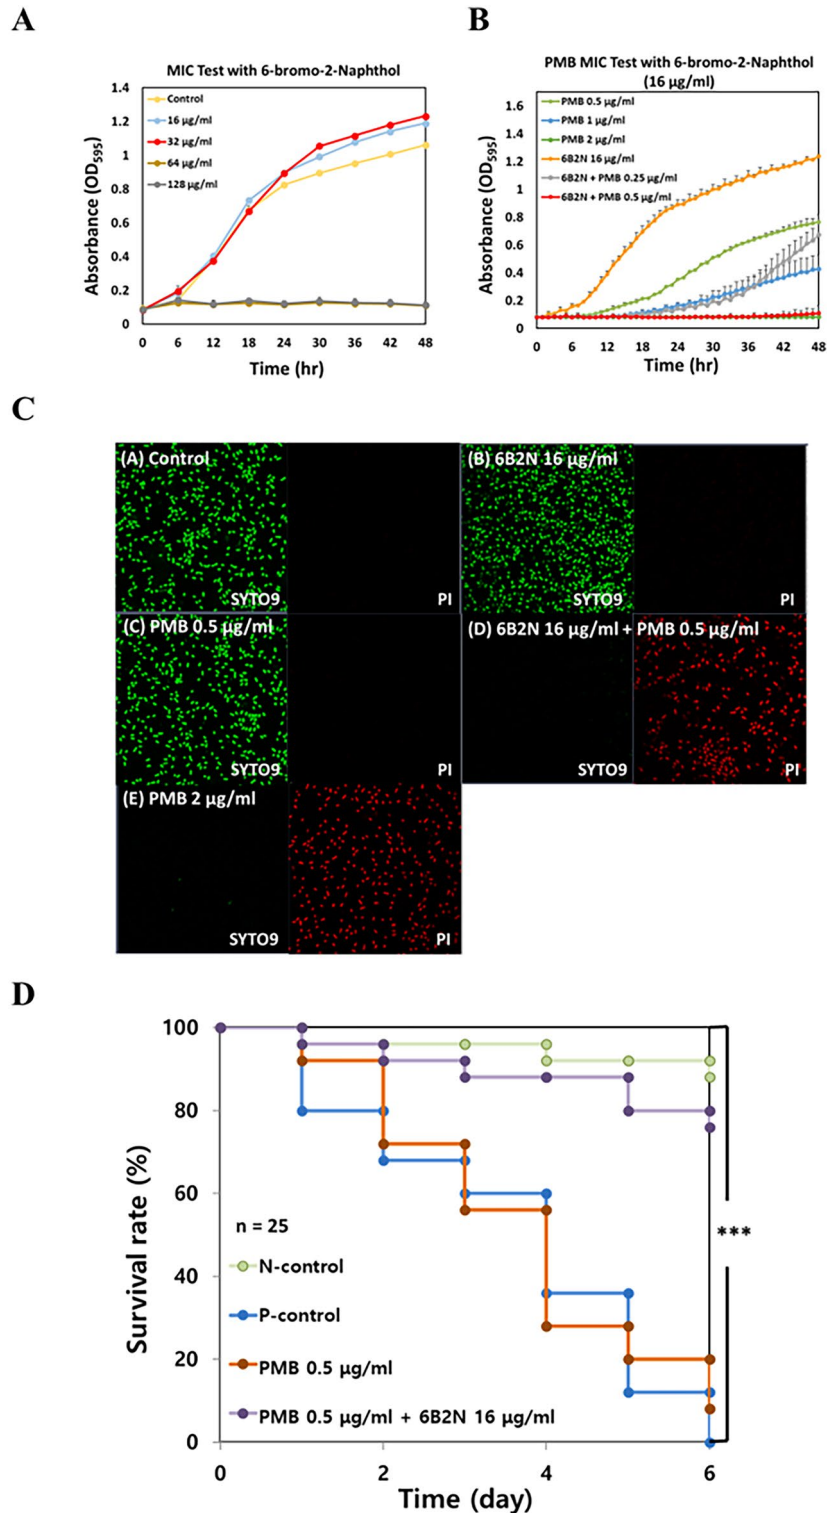 A
MIC Test with 6-bromo-2-Naphthol
Absorbance (OD595)
1.4
1.2
1
0.8
0.6
0.4
0.2
0
Control
16 µg/ml
32 µg/ml
64 µg/ml
128 µg/ml
0 6 12 18 24 30 36 42 48
Time (hr)
B
PMB MIC Test with 6-bromo-2-Naphthol
(16 µg/ml)
Absorbance (OD595)
1.6
1.4
1.2
1
0.8
0.6
0.4
0.2
0
PMB 0.5 µg/ml
PMB 1 µg/ml
PMB 2 µg/ml
6B2N 16 µg/ml
6B2N + PMB 0.25 µg/ml
6B2N + PMB 0.5 µg/ml
0 6 12 18 24 30 36 42 48
Time (hr)
C
(A) Control
SYTO9
PI
(B) 6B2N 16 µg/ml
SYTO9
PI
(C) PMB 0.5 µg/ml
SYTO9
PI
(D) 6B2N 16 µg/ml + PMB 0.5 µg/ml
SYTO9
PI
(E) PMB 2 µg/ml
SYTO9
PI
D
Survival rate (%)
100
80
60
40
20
0
n = 25
N-control
P-control
PMB 0.5 µg/ml
PMB 0.5 µg/ml + 6B2N 16 µg/ml
***
0 2 4 6
Time (day)